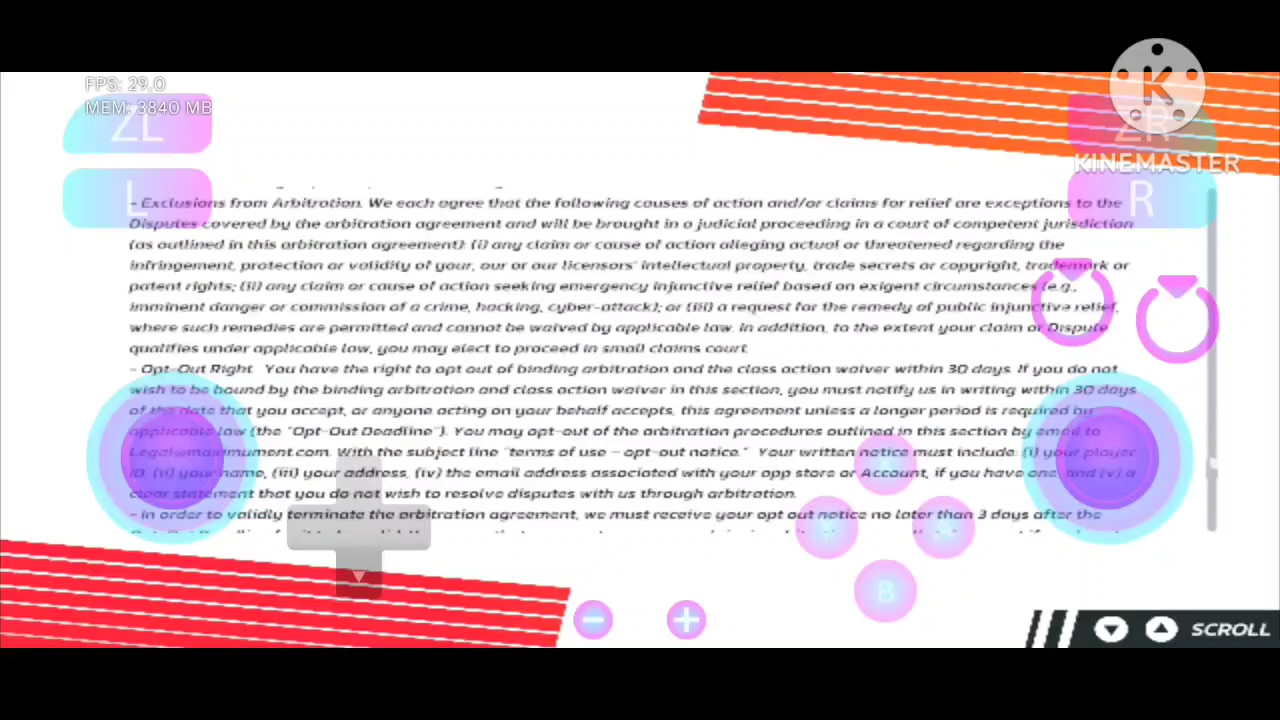 FPS: 29,0
MEM: 3840 MB
ZL
ZR
KINEMASTER
L
R
- Exclusions from Arbitration. We each agree that the following causes of action and/or claims for relief are exceptions to the
Disputes covered by the arbitration agreement and will be brought in a judicial proceeding in a court of competent jurisdiction
(as outlined in this arbitration agreement): (i) any claim or cause of action alleging actual or threatened regarding the
infringement, protection or validity of your, our or our licensors' intellectual property, trade secrets or copyright, trademark or
patent rights; (ii) any claim or cause of action seeking emergency injunctive relief based on exigent circumstances (e.g.,
imminent danger or commission of a crime, hacking, cyber-attack); or (iii) a request for the remedy of public injunctive relief,
where such remedies are permitted and cannot be waived by applicable law. In addition, to the extent your claim or Dispute
qualifies under applicable law, you may elect to proceed in small claims court.
- Opt-Out Right. You have the right to opt out of binding arbitration and the class action waiver within 30 days. If you do not
wish to be bound by the binding arbitration and class action waiver in this section, you must notify us in writing within 30 days
of the date that you accept, or anyone acting on your behalf accepts, this agreement unless a longer period is required by
applicable law (the "Opt-Out Deadline"). You may opt-out of the arbitration procedures outlined in this section by email to
Legal@maximument.com. With the subject line "terms of use – opt-out notice." Your written notice must include: (i) your player
ID, (ii) your name, (iii) your address, (iv) the email address associated with your app store or Account, if you have one, and (v) a
clear statement that you do not wish to resolve disputes with us through arbitration.
- In order to validly terminate the arbitration agreement, we must receive your opt out notice no later than 3 days after the
B
SCROLL